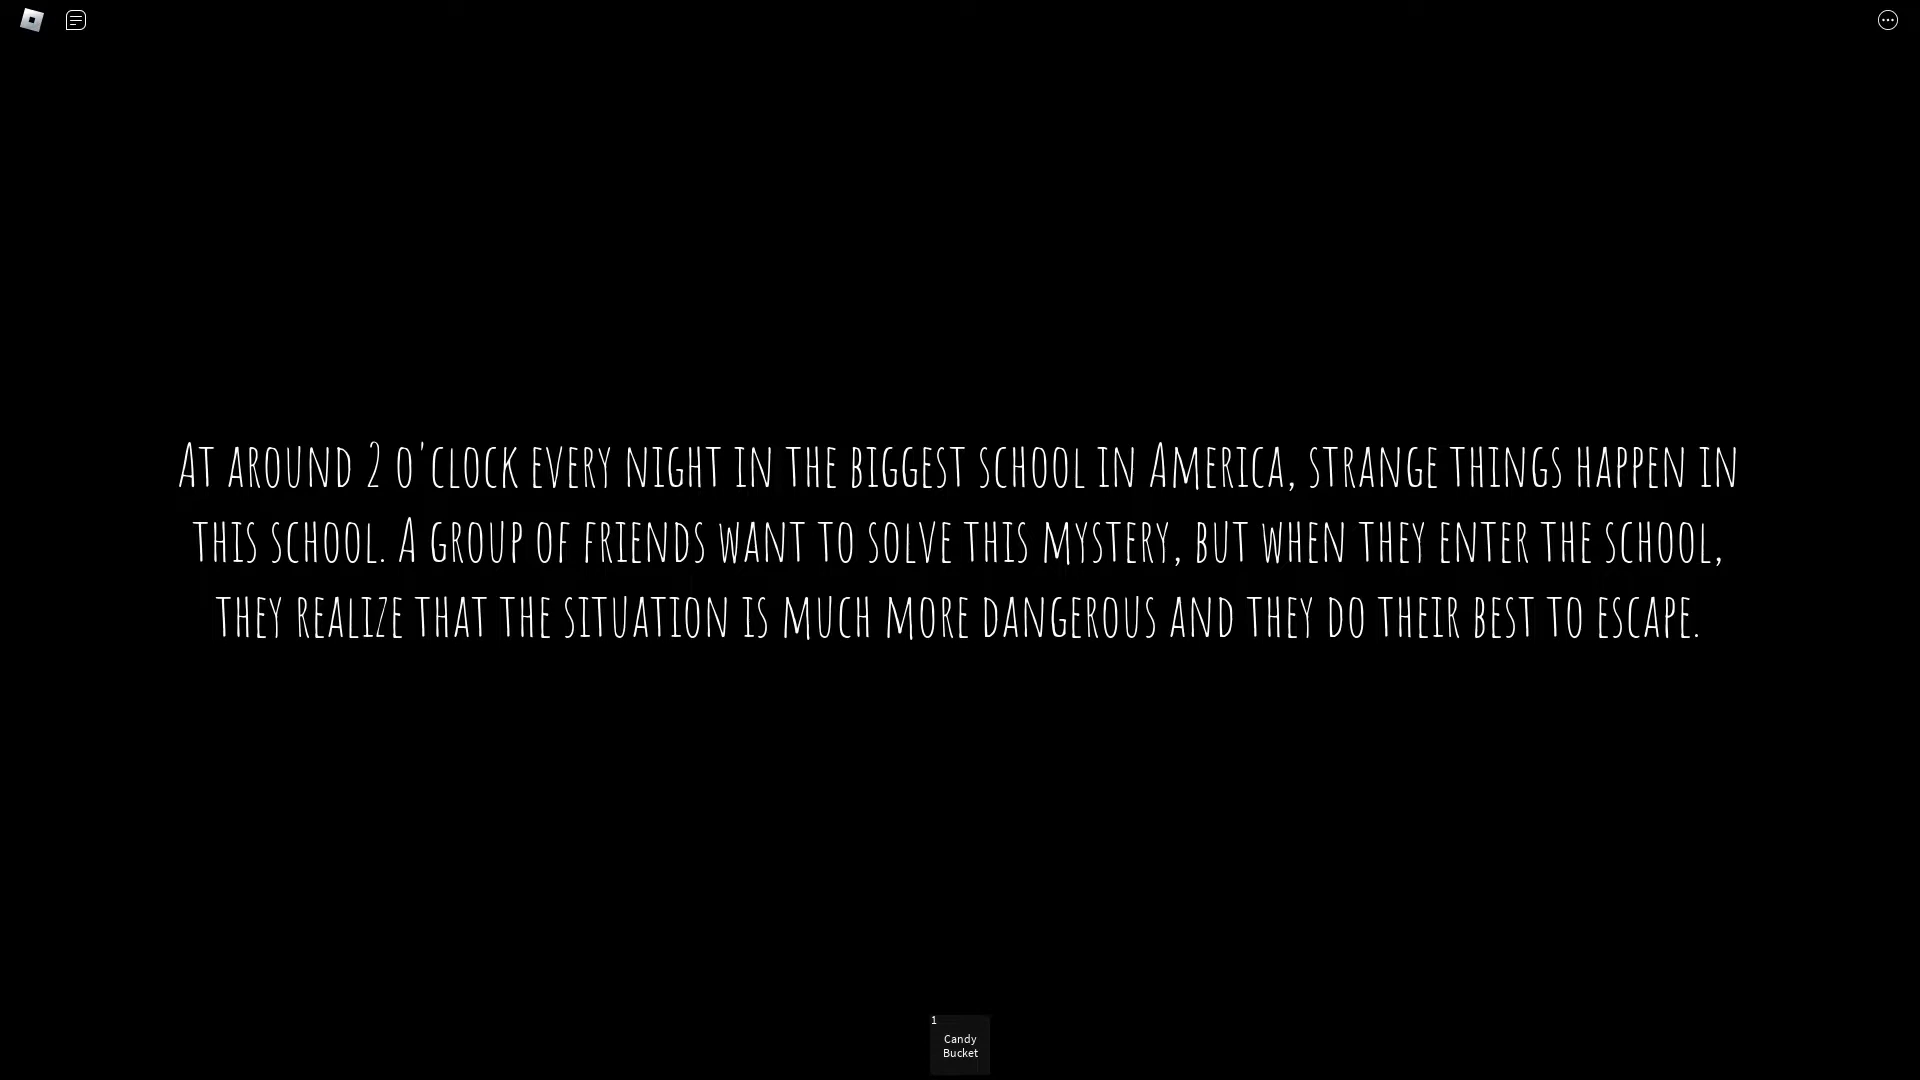 At around 2 o'clock every night in the biggest school in America, strange things happen in
this school. A group of friends want to solve this mystery, but when they enter the school,
they realize that the situation is much more dangerous and they do their best to escape.
1
Candy
Bucket